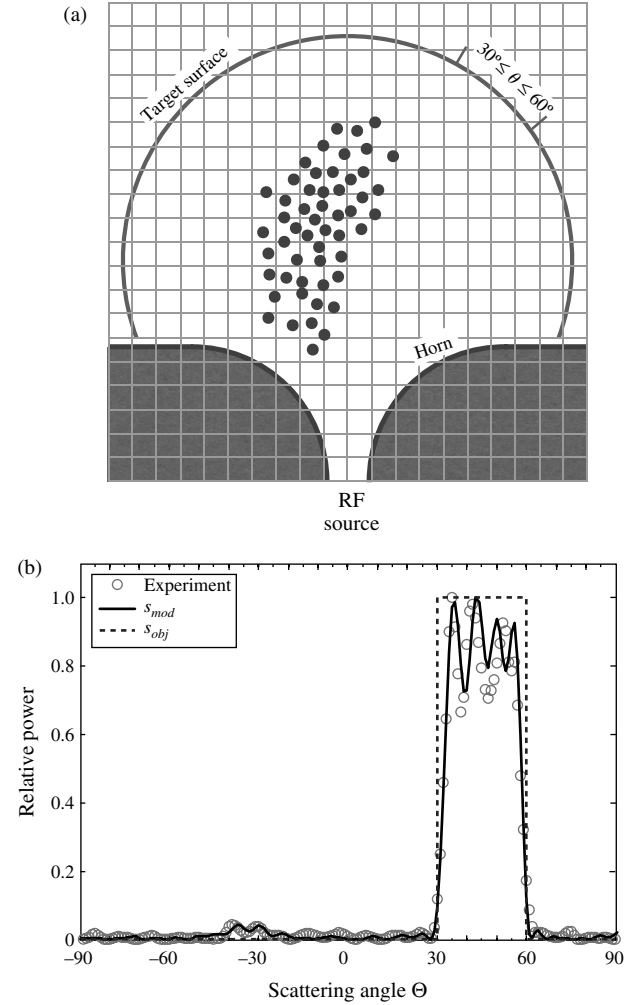 (a)
Target surface
30° ≤ θ ≤ 60°
Horn
RF
source
(b)
Experiment
s_mod
s_obj
1.0
0.8
0.6
0.4
0.2
0
Relative power
−90 −60 −30 0 30 60 90
Scattering angle Θ